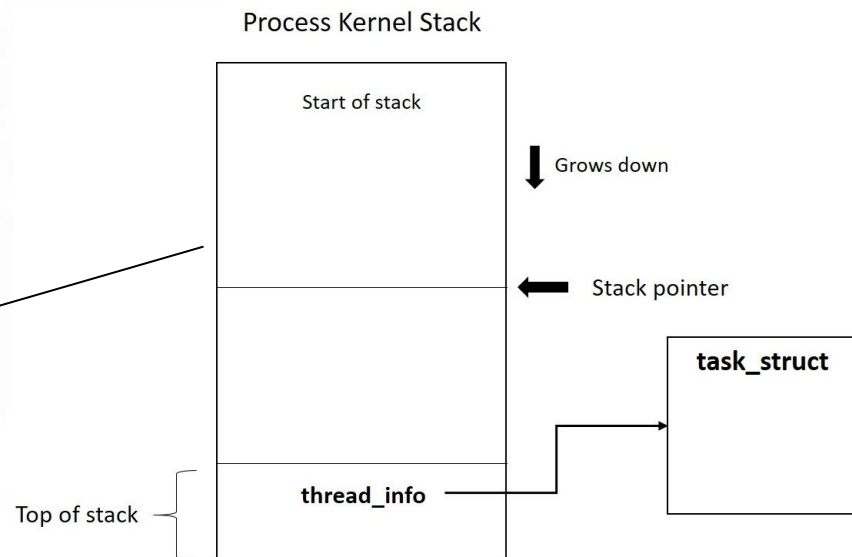 Process Kernel Stack
Start of stack
Grows down
Stack pointer
task_struct
thread_info
Top of stack